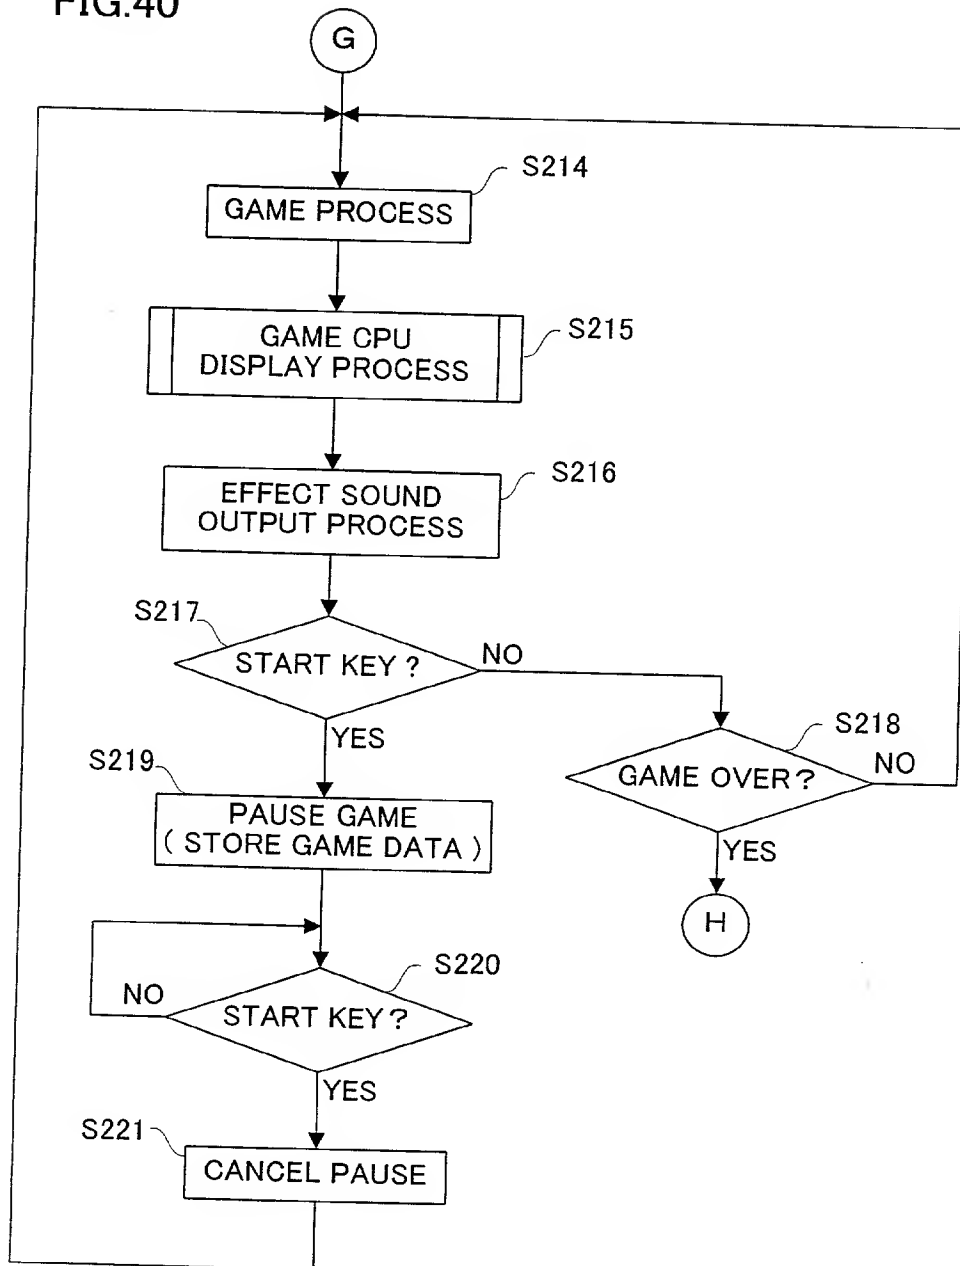 FIG.40
G
S214
GAME PROCESS
S215
GAME CPU
DISPLAY PROCESS
S216
EFFECT SOUND
OUTPUT PROCESS
S217
START KEY ?
NO
YES
S218
GAME OVER ?
NO
YES
H
S219
PAUSE GAME
( STORE GAME DATA )
S220
START KEY ?
NO
YES
S221
CANCEL PAUSE